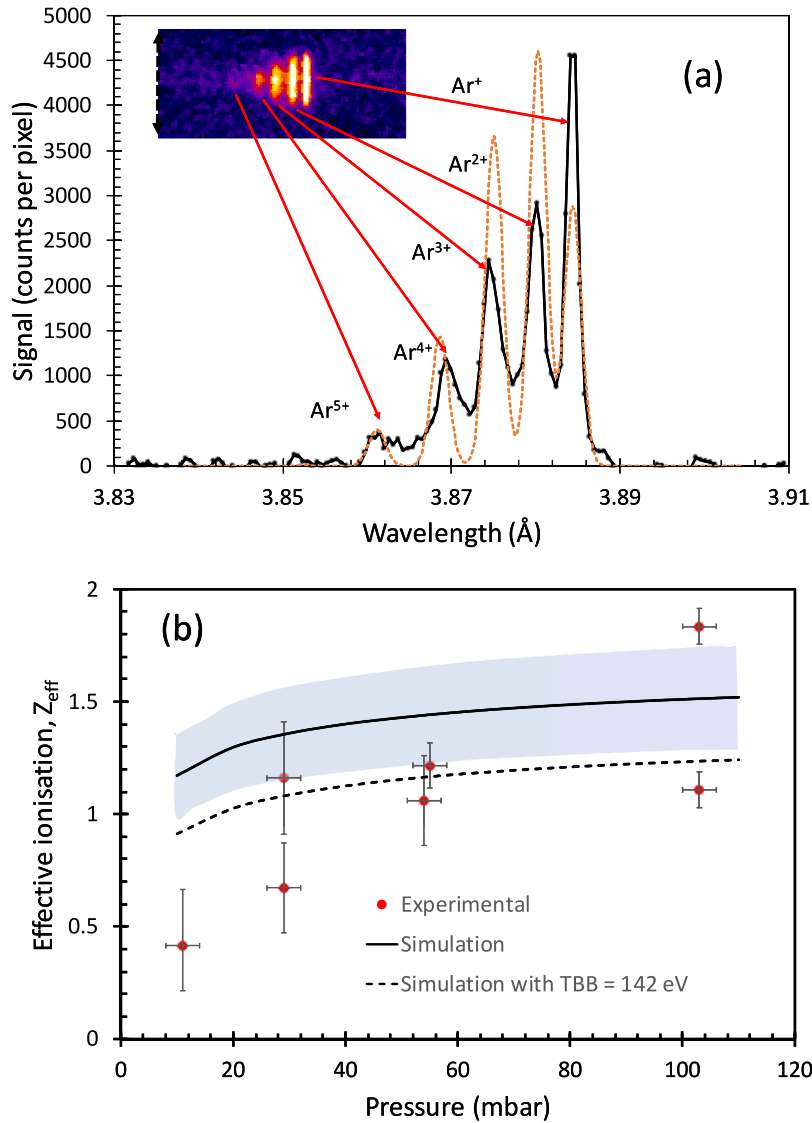 5000
4500
4000
3500
3000
2500
2000
1500
1000
500
0
Signal (counts per pixel)
(a)
Ar⁺
Ar²⁺
Ar³⁺
Ar⁴⁺
Ar⁵⁺
3.83 3.85 3.87 3.89 3.91
Wavelength (Å)
2
1.5
1
0.5
0
Effective ionisation, Zeff
(b)
Experimental
Simulation
Simulation with TBB = 142 eV
0 20 40 60 80 100 120
Pressure (mbar)